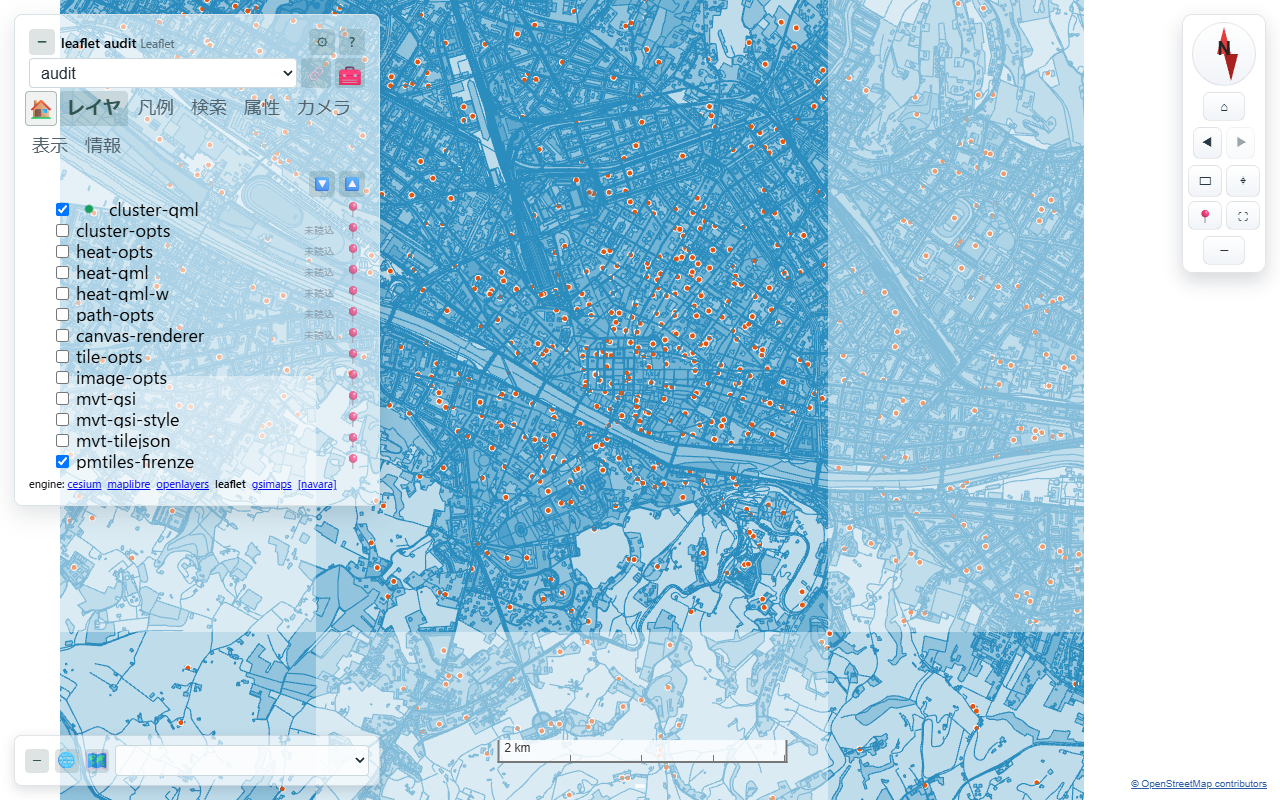 − leaflet audit Leaflet ⚙ ?
audit
レイヤ 凡例 検索 属性 カメラ
表示 情報
cluster-qml
cluster-opts 未読込
heat-opts 未読込
heat-qml 未読込
heat-qml-w 未読込
path-opts 未読込
canvas-renderer 未読込
tile-opts
image-opts
mvt-gsi
mvt-gsi-style
mvt-tilejson
pmtiles-firenze
engine: cesium maplibre openlayers leaflet gsimaps [navara]
N
2 km
© OpenStreetMap contributors